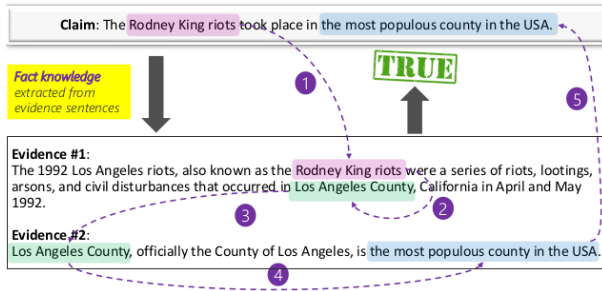 Claim: The Rodney King riots took place in the most populous county in the USA.
Fact knowledge
extracted from
evidence sentences
TRUE
1
5
Evidence #1:
The 1992 Los Angeles riots, also known as the Rodney King riots were a series of riots, lootings,
arsons, and civil disturbances that occurred in Los Angeles County, California in April and May
1992.
2
3
Evidence #2:
Los Angeles County, officially the County of Los Angeles, is the most populous county in the USA.
4